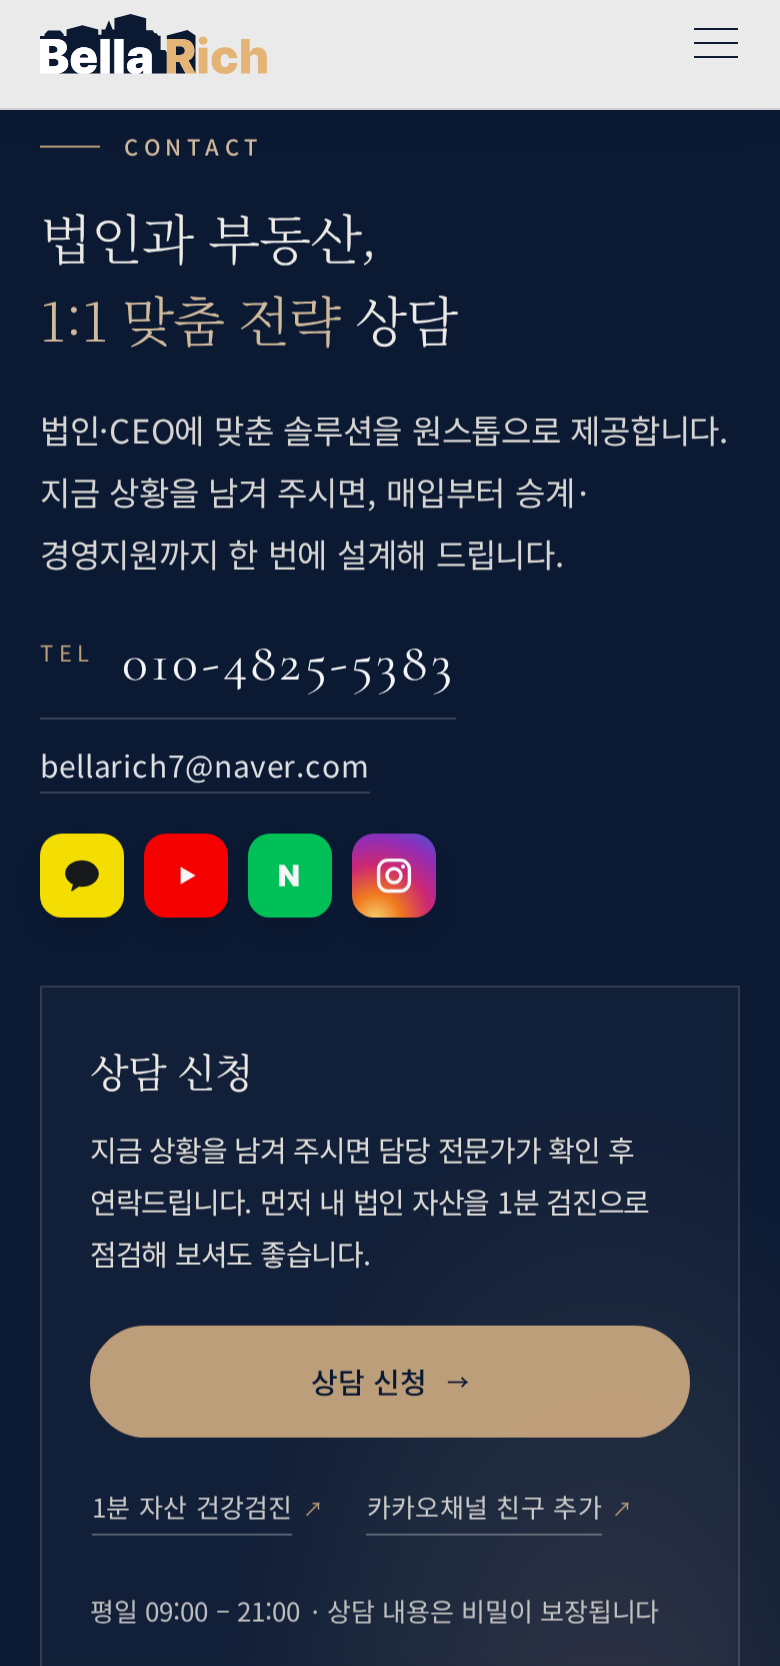 Bella Rich
CONTACT
법인과 부동산,
1:1 맞춤 전략 상담
법인·CEO에 맞춘 솔루션을 원스톱으로 제공합니다.
지금 상황을 남겨 주시면, 매입부터 승계·
경영지원까지 한 번에 설계해 드립니다.
TEL 010-4825-5383
bellarich7@naver.com
N
상담 신청
지금 상황을 남겨 주시면 담당 전문가가 확인 후
연락드립니다. 먼저 내 법인 자산을 1분 검진으로
점검해 보셔도 좋습니다.
상담 신청 →
1분 자산 건강검진 ↗ 카카오채널 친구 추가 ↗
평일 09:00 – 21:00 · 상담 내용은 비밀이 보장됩니다